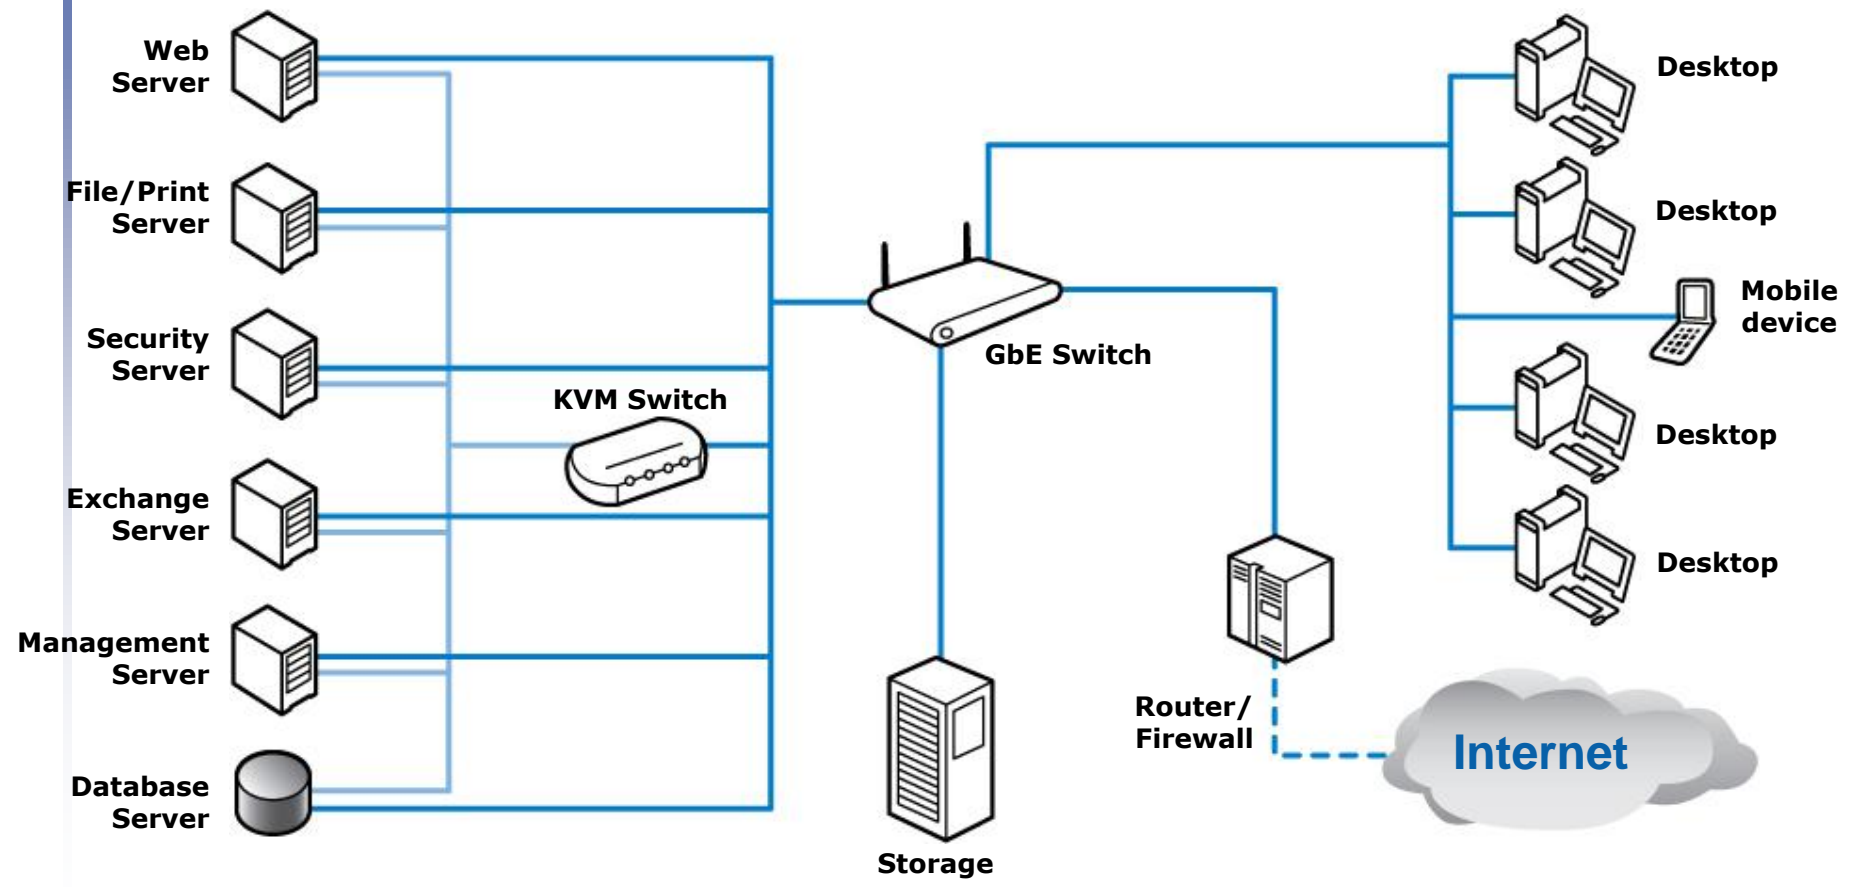 Web
Server
Desktop
File/Print
Server
Desktop
Mobile
device
Security
Server
GbE Switch
KVM Switch
Desktop
Exchange
Server
Desktop
Management
Server
Router/
Firewall
Internet
Database
Server
Storage